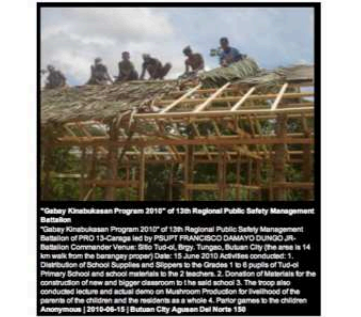 "Gabay Kinabukasan Program 2010" of 13th Regional Public Safety Management
Battalion
"Gabay Kinabukasan Program 2010" of 13th Regional Public Safety Management
Battalion of PRO 13-Caraga led by PSUPT FRANCISCO DAMAYO DUNGO JR-
Battalion Commander Venue: Sitio Tud-ol, Brgy. Tungao, Butuan City (the area is 14
km walk from the barangay proper) Date: 15 June 2010 Activities conducted: 1.
Distribution of School Supplies and Slippers to the Grades 1 to 6 pupils of Tud-ol
Primary School and school materials to the 2 teachers. 2. Donation of Materials for the
construction of new and bigger classroom to the said school 3. The troop also
conducted lecture and actual demo on Mushroom Production for livelihood of the
parents of the children and the residents as a whole 4. Parlor games to the children
Anonymous | 2010-06-15 | Butuan City Agusan Del Norte 150